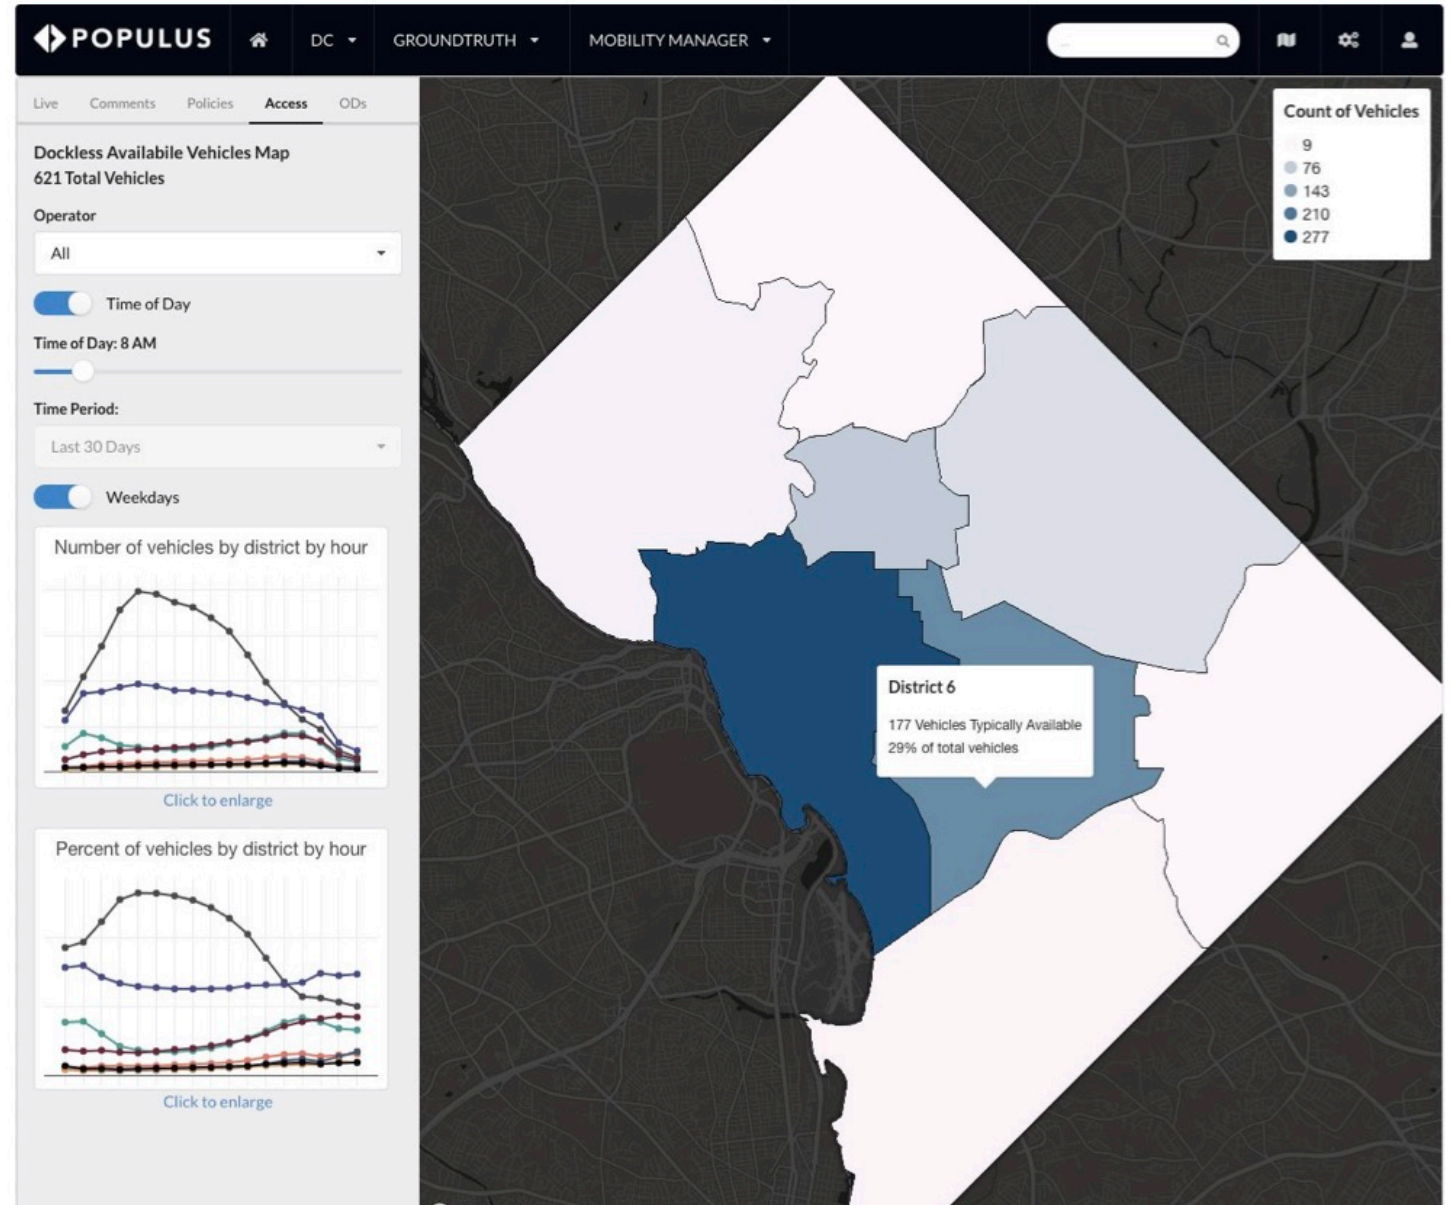 POPULUS
DC
GROUNDTRUTH
MOBILITY MANAGER
Live Comments Policies Access ODs
Dockless Availabile Vehicles Map
621 Total Vehicles
Operator
All
Time of Day
Time of Day: 8 AM
Time Period:
Last 30 Days
Weekdays
Number of vehicles by district by hour
Click to enlarge
Percent of vehicles by district by hour
Click to enlarge
Count of Vehicles
9
76
143
210
277
District 6
177 Vehicles Typically Available
29% of total vehicles